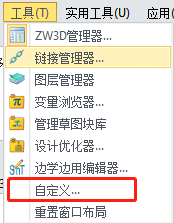 工具(T) 实用工具(U) 应用(
ZW3D管理器...
链接管理器...
图层管理器...
变量浏览器...
管理草图块库
设计优化器...
边学边用编辑器...
自定义...
重置窗口布局